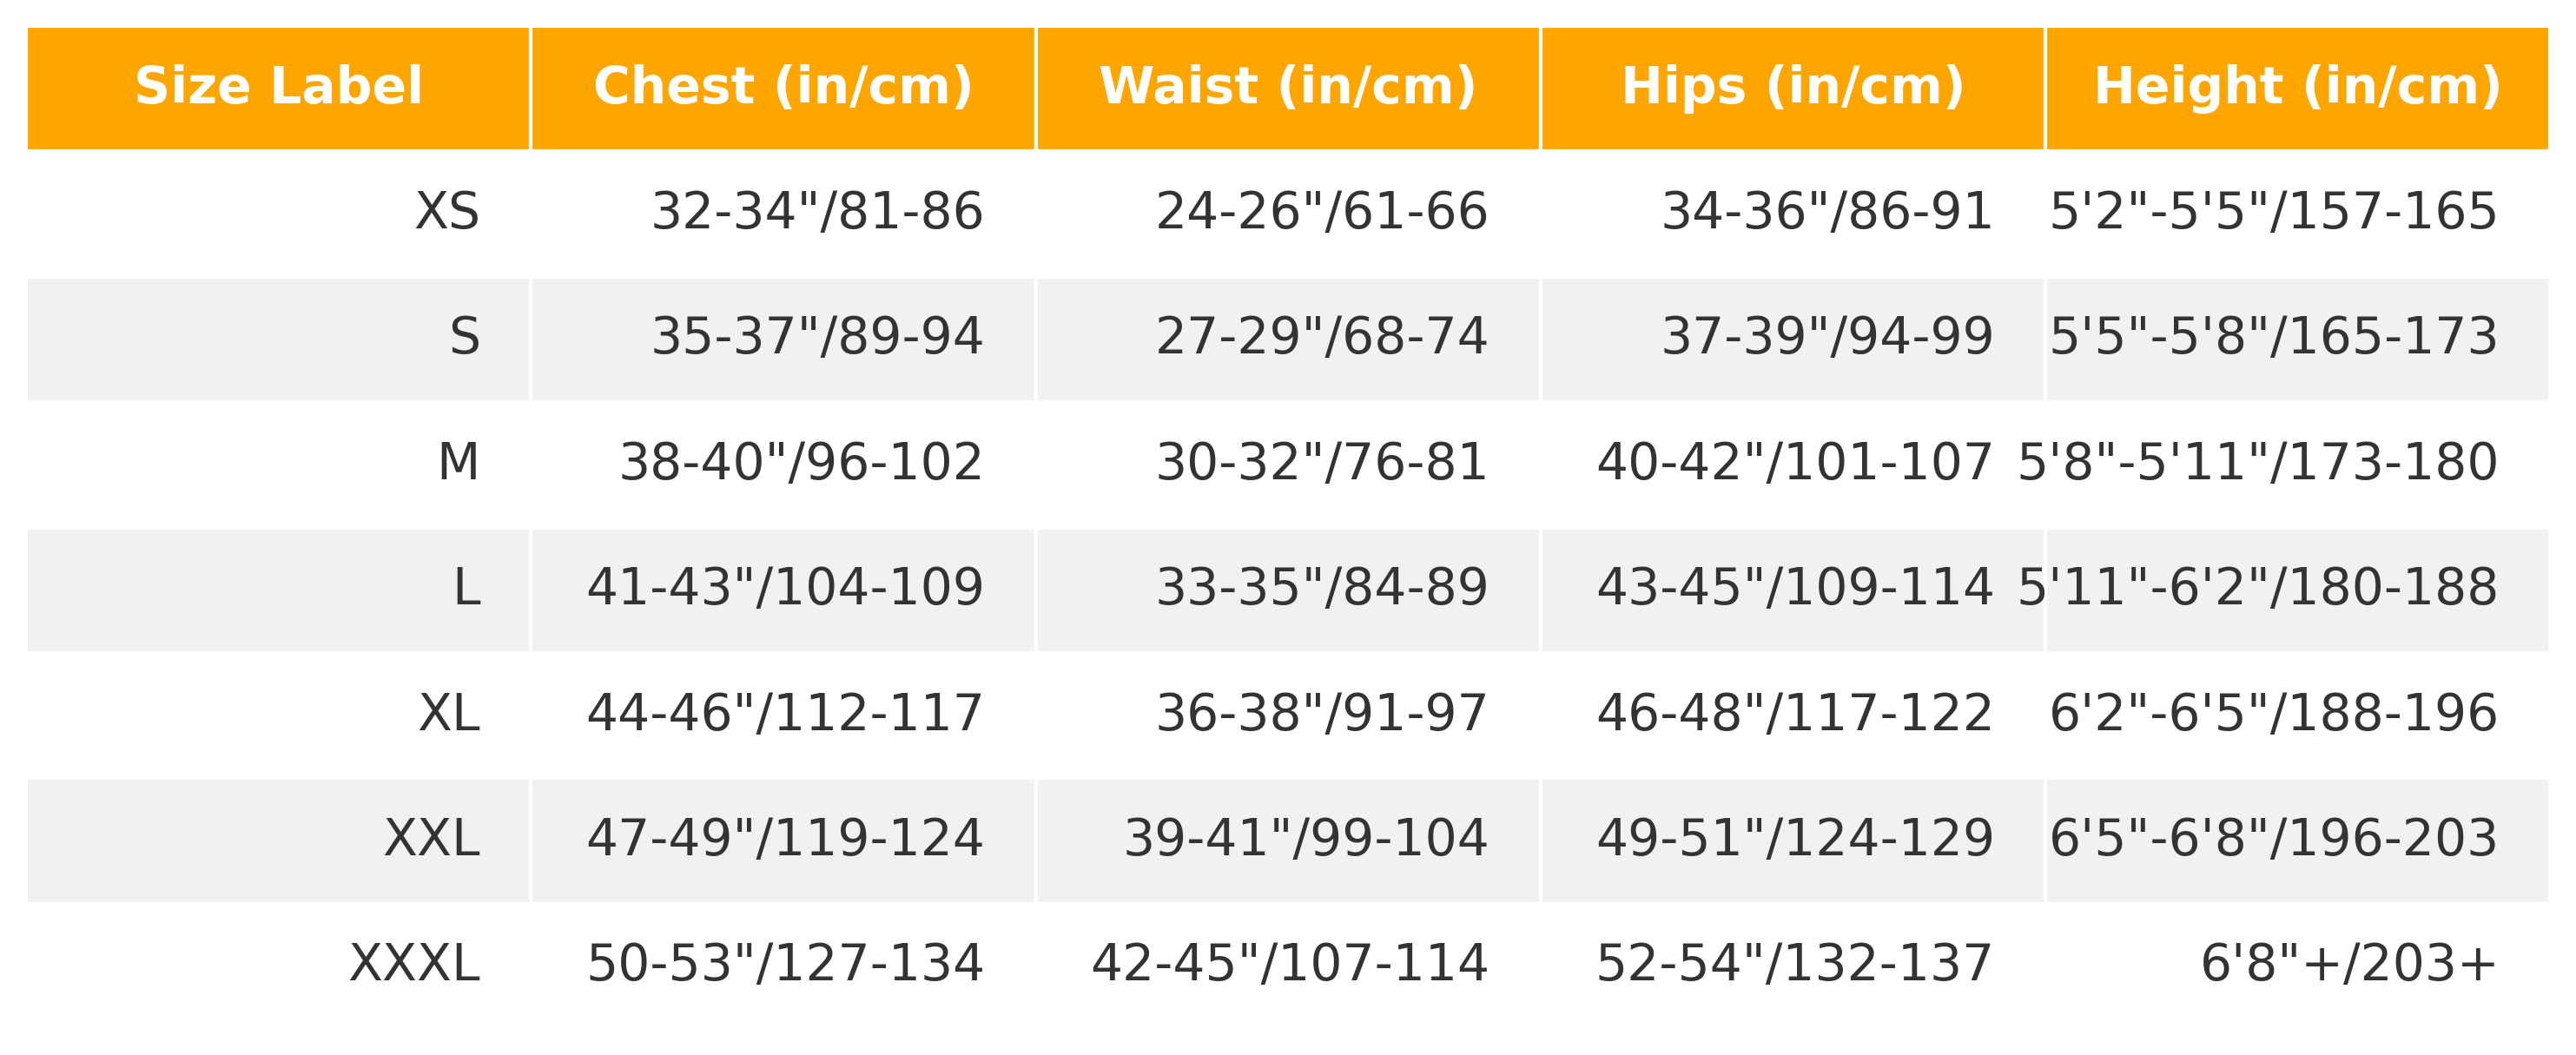 Size Label Chest (in/cm) Waist (in/cm) Hips (in/cm) Height (in/cm)
XS 32-34"/81-86 24-26"/61-66 34-36"/86-91 5'2"-5'5"/157-165
S 35-37"/89-94 27-29"/68-74 37-39"/94-99 5'5"-5'8"/165-173
M 38-40"/96-102 30-32"/76-81 40-42"/101-107 5'8"-5'11"/173-180
L 41-43"/104-109 33-35"/84-89 43-45"/109-114 5'11"-6'2"/180-188
XL 44-46"/112-117 36-38"/91-97 46-48"/117-122 6'2"-6'5"/188-196
XXL 47-49"/119-124 39-41"/99-104 49-51"/124-129 6'5"-6'8"/196-203
XXXL 50-53"/127-134 42-45"/107-114 52-54"/132-137 6'8"+/203+